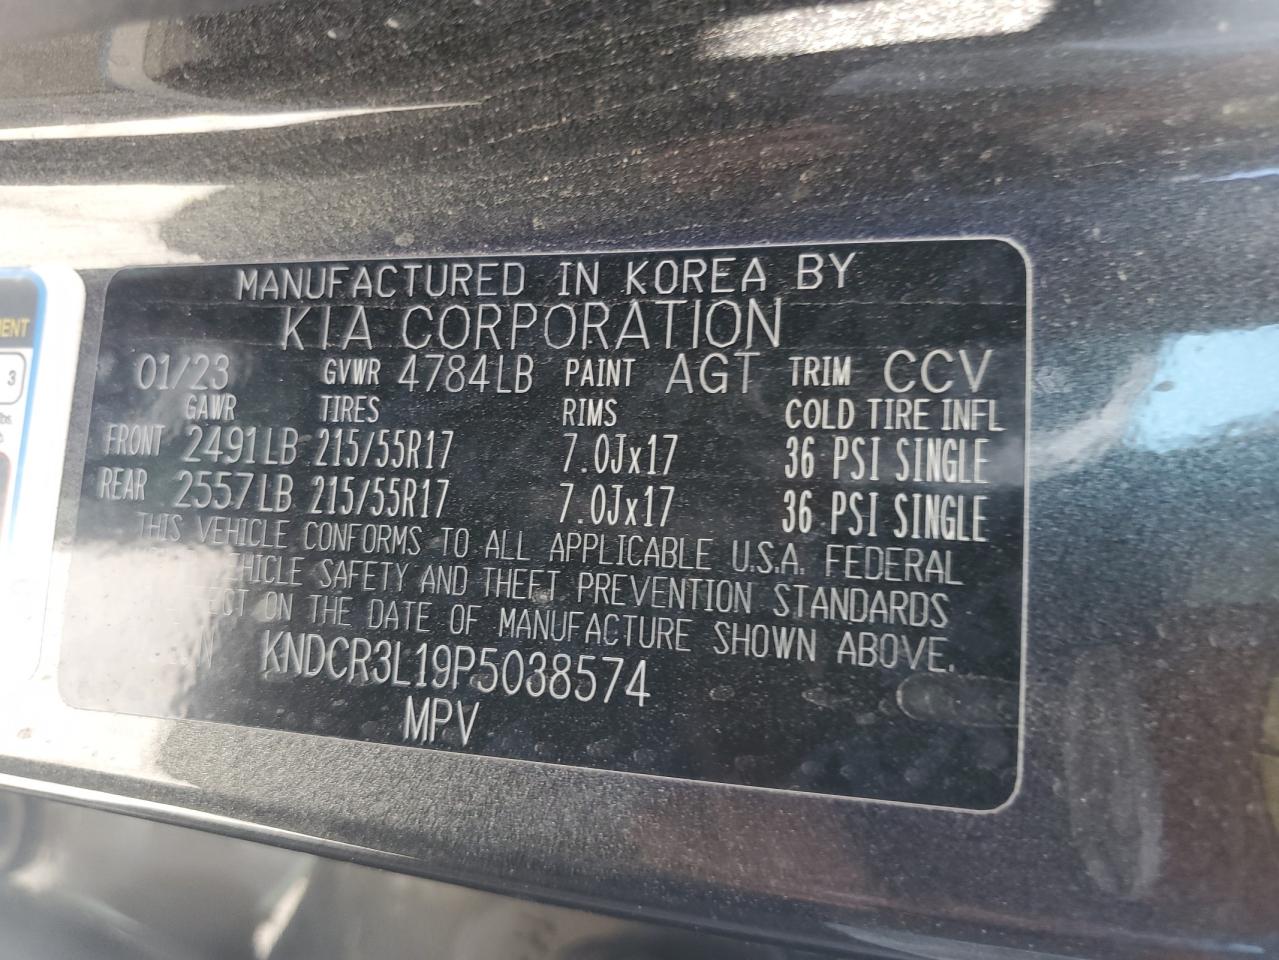 MANUFACTURED IN KOREA BY
KIA CORPORATION
01/23 GVWR 4784LB PAINT AGT TRIM CCV
GAWR TIRES RIMS COLD TIRE INFL
FRONT 2491LB 215/55R17 7.0Jx17 36 PSI SINGLE
REAR 2557LB 215/55R17 7.0Jx17 36 PSI SINGLE
THIS VEHICLE CONFORMS TO ALL APPLICABLE U.S.A. FEDERAL
VEHICLE SAFETY AND THEFT PREVENTION STANDARDS
ON THE DATE OF MANUFACTURE SHOWN ABOVE.
KNDCR3L19P5038574
MPV
3